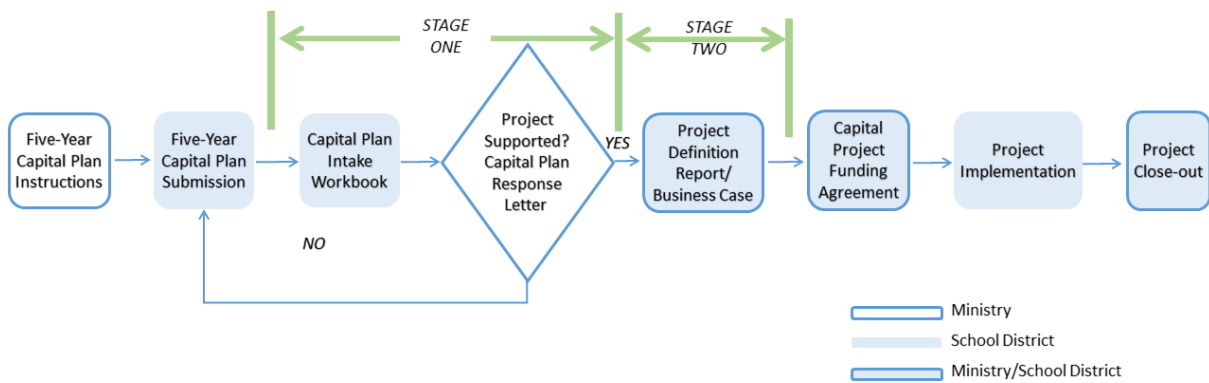 STAGE
ONE
STAGE
TWO
Five-Year
Capital Plan
Instructions
Five-Year
Capital Plan
Submission
Capital Plan
Intake
Workbook
Project
Supported?
Capital Plan
Response
Letter
YES
Project
Definition
Report/
Business Case
Capital
Project
Funding
Agreement
Project
Implementation
Project
Close-out
NO
Ministry
School District
Ministry/School District